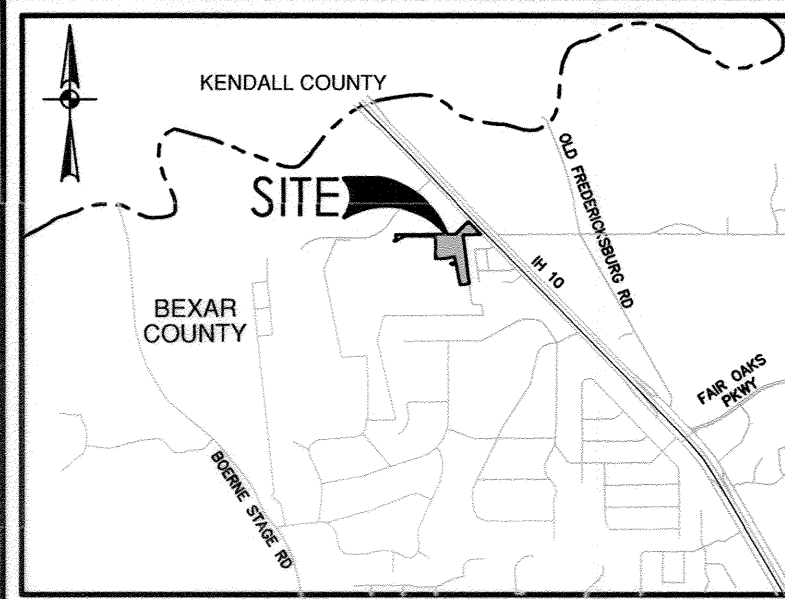 KENDALL COUNTY
SITE
OLD FREDERICKSBURG RD
IH 10
BEXAR
COUNTY
FAIR OAKS
PKWY
BOERNE STAGE RD